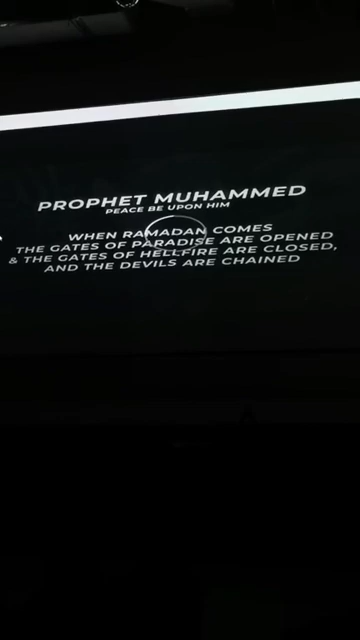 PROPHET MUHAMMED
PEACE BE UPON HIM
WHEN RAMADAN COMES
THE GATES OF PARADISE ARE OPENED
& THE GATES OF HELLFIRE ARE CLOSED,
AND THE DEVILS ARE CHAINED